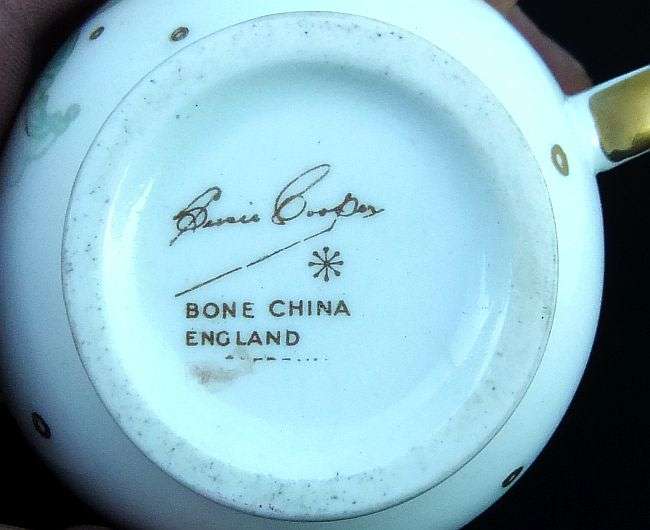 Susie Cooper
BONE CHINA
ENGLAND